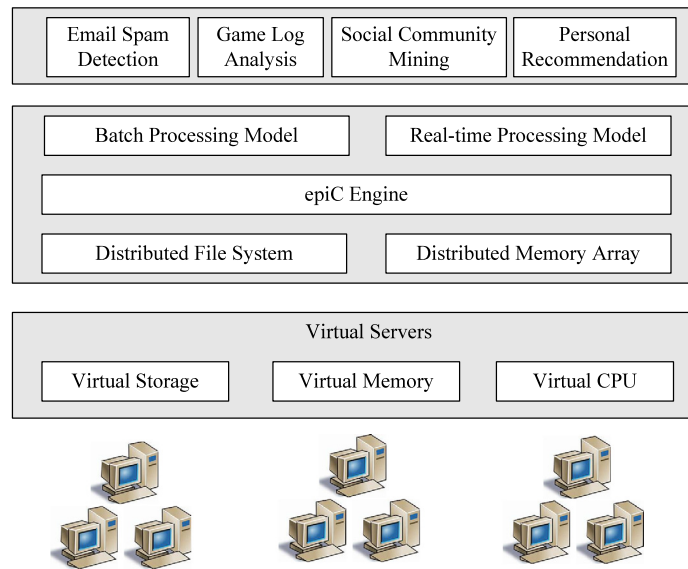 Email Spam
Detection
Game Log
Analysis
Social Community
Mining
Personal
Recommendation
Batch Processing Model
Real-time Processing Model
epiC Engine
Distributed File System
Distributed Memory Array
Virtual Servers
Virtual Storage
Virtual Memory
Virtual CPU